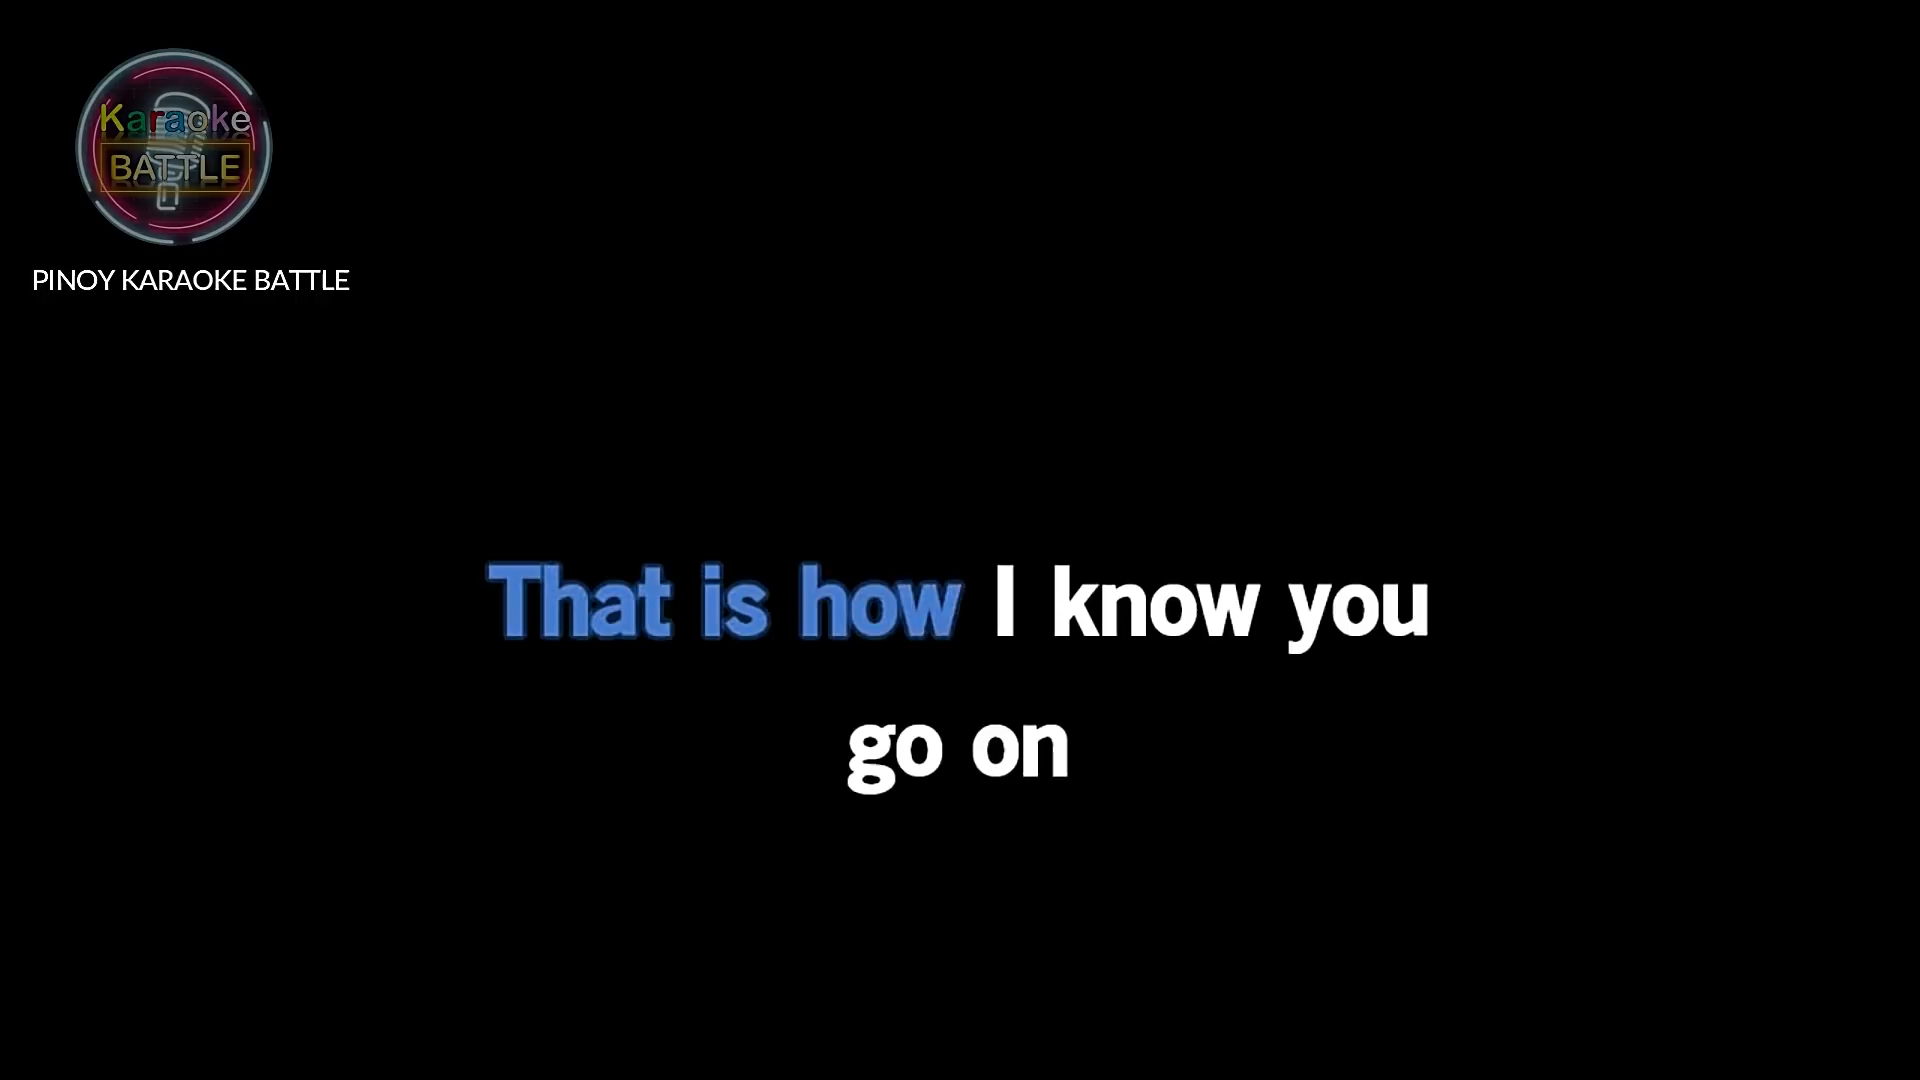 Karaoke
BATTLE
PINOY KARAOKE BATTLE
That is how I know you
go on